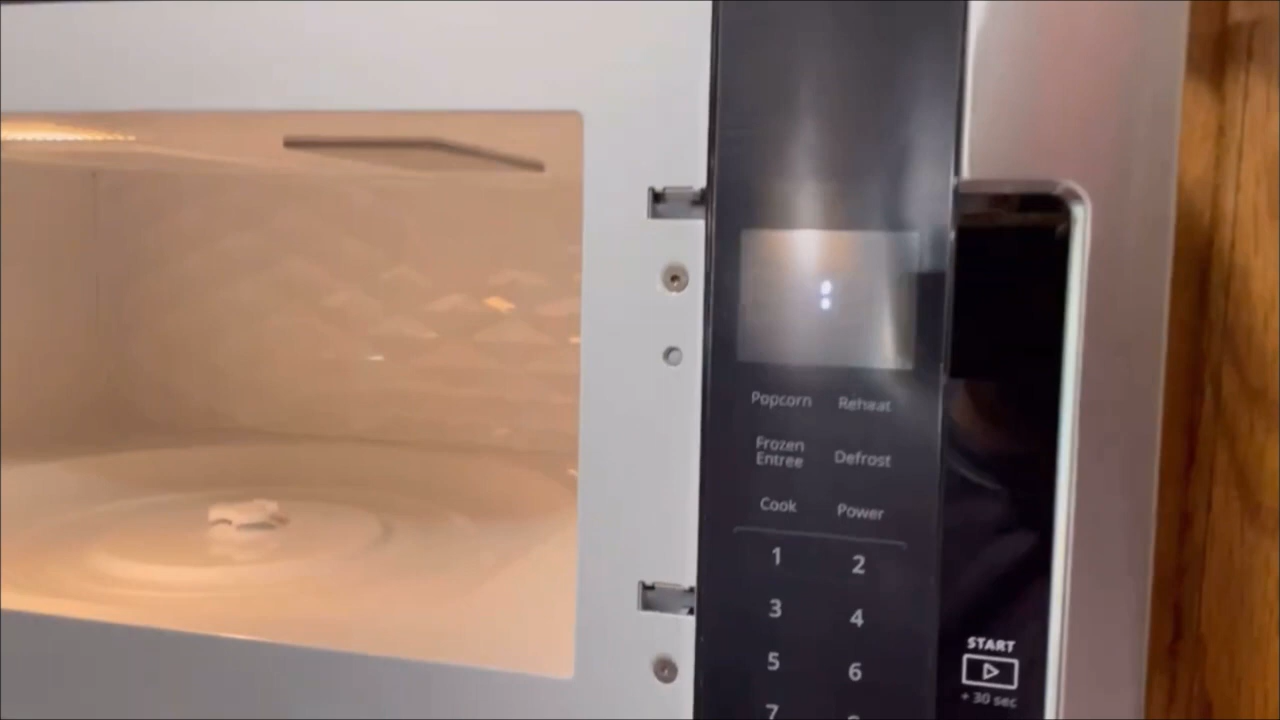 :
Popcorn Reheat
Frozen
Entree
Defrost
Cook Power
1 2
3 4
5 6
7
START
+ 30 sec